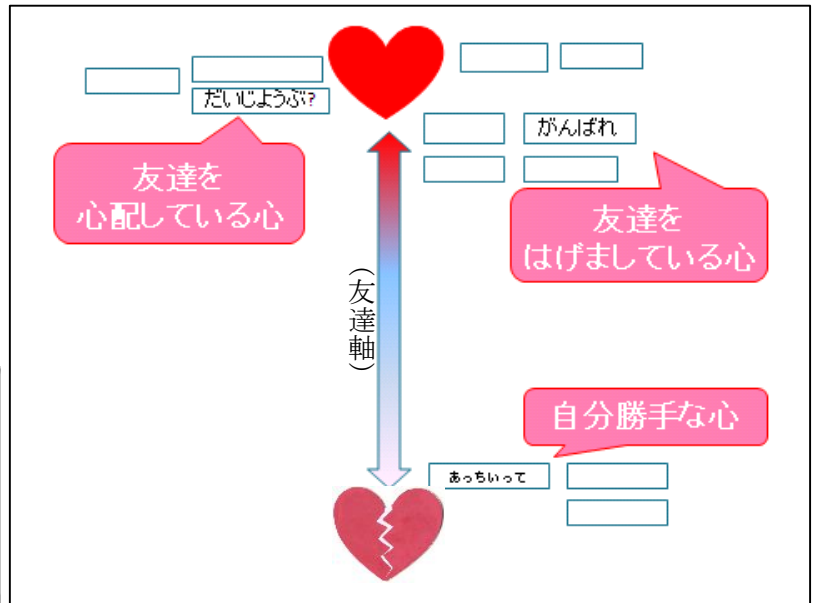 だいじょうぶ?
がんばれ
友達を
心配している心
友達を
はげましている心
(友達軸)
自分勝手な心
あっちいって